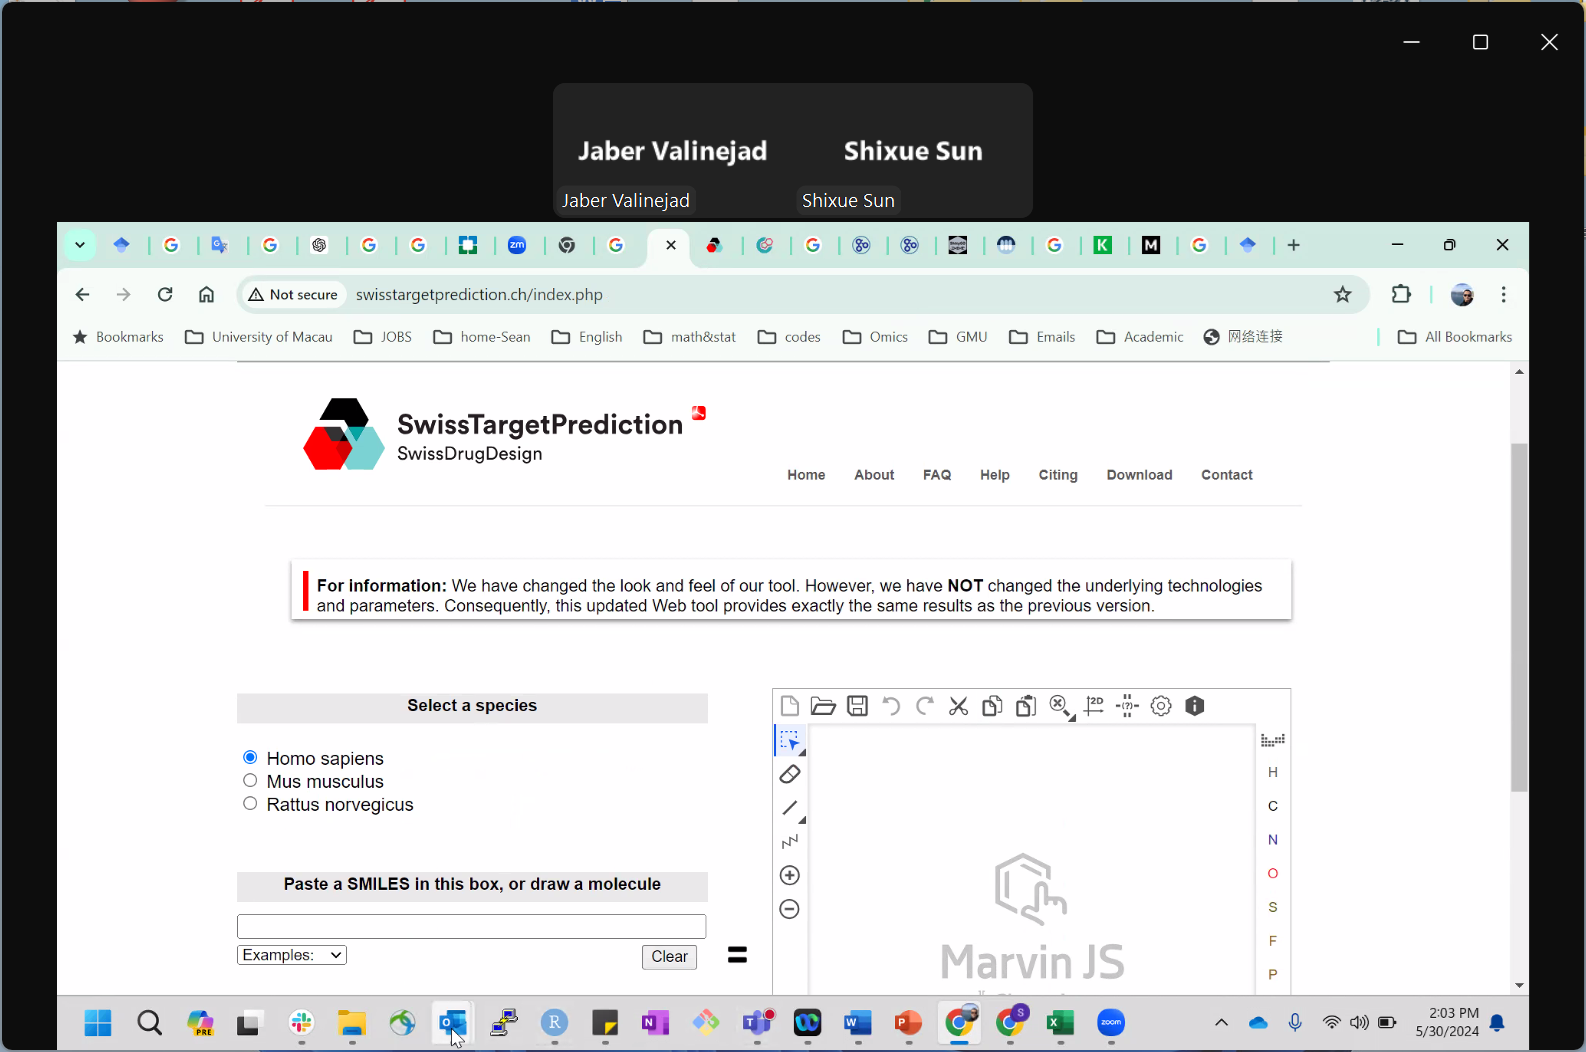 Jaber Valinejad
Shixue Sun
Jaber Valinejad
Shixue Sun
zm
K
M
Not secure
swisstargetprediction.ch/index.php
Bookmarks
University of Macau
JOBS
home-Sean
English
math&stat
codes
Omics
GMU
Emails
Academic
网络连接
All Bookmarks
SwissTargetPrediction
SwissDrugDesign
Home About FAQ Help Citing Download Contact
For information: We have changed the look and feel of our tool. However, we have NOT changed the underlying technologies
and parameters. Consequently, this updated Web tool provides exactly the same results as the previous version.
Select a species
Homo sapiens
Mus musculus
Rattus norvegicus
Paste a SMILES in this box, or draw a molecule
Examples:
Clear
2D
(?)
H
C
N
O
S
F
P
Marvin JS
PRE
R
N
W
P
S
zoom
2:03 PM
5/30/2024